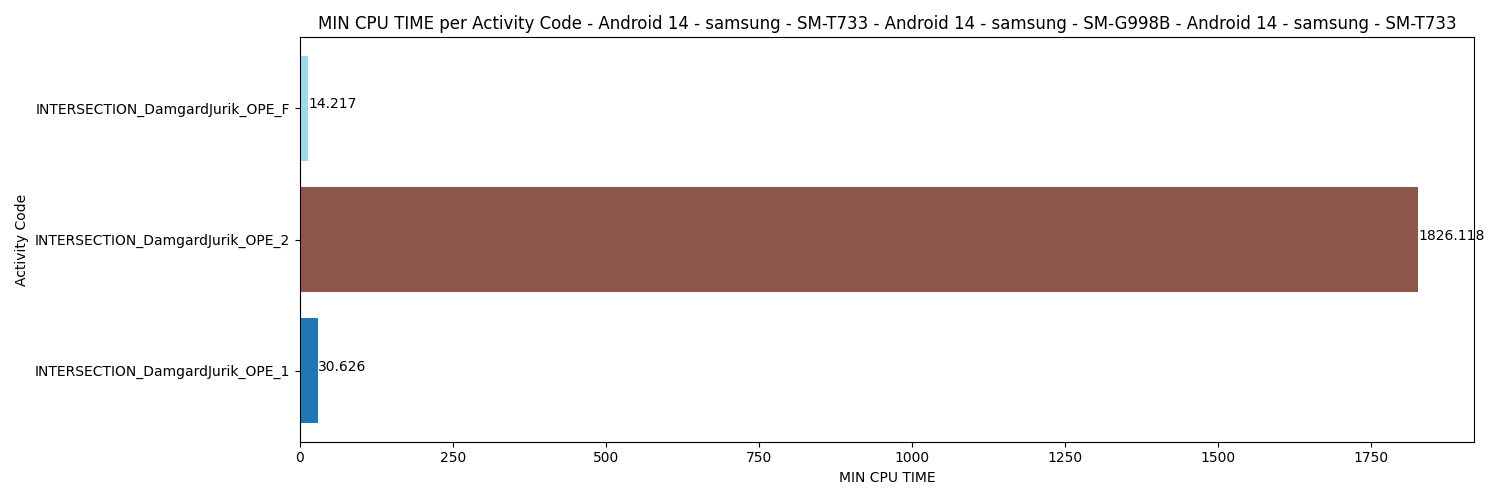 MIN CPU TIME per Activity Code - Android 14 - samsung - SM-T733 - Android 14 - samsung - SM-G998B - Android 14 - samsung - SM-T733
INTERSECTION_DamgardJurik_OPE_F
14.217
Activity Code
INTERSECTION_DamgardJurik_OPE_2
1826.118
INTERSECTION_DamgardJurik_OPE_1
30.626
0 250 500 750 1000 1250 1500 1750
MIN CPU TIME